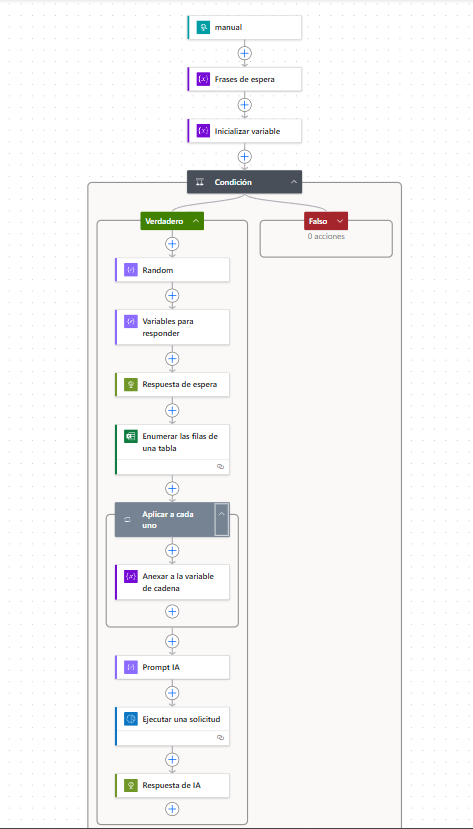 manual
Frases de espera
Inicializar variable
Condición
Verdadero
Falso
0 acciones
Random
Variables para
responder
Respuesta de espera
Enumerar las filas de
una tabla
Aplicar a cada
uno
Anexar a la variable
de cadena
Prompt IA
Ejecutar una solicitud
Respuesta de IA